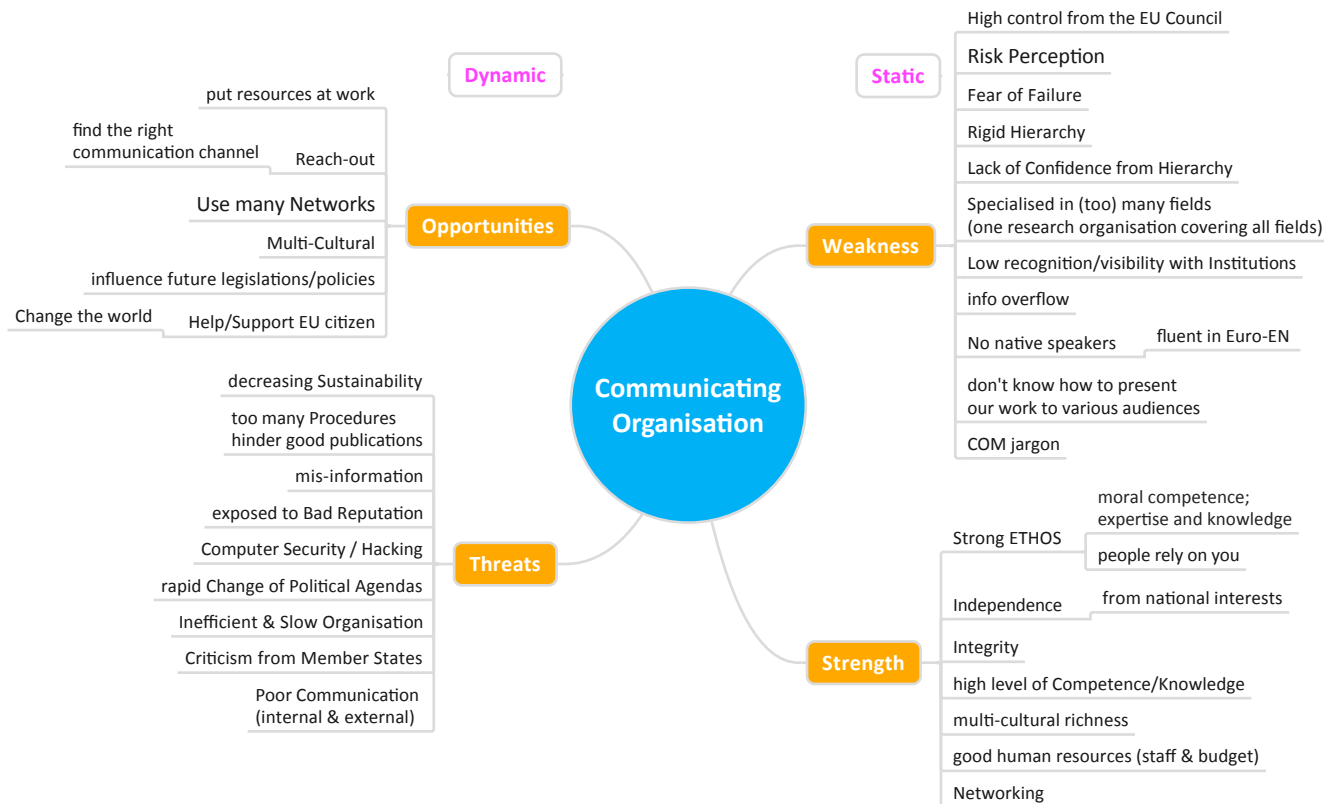 Communicating
Organisation
Dynamic
Static
Opportunities
put resources at work
Reach-out
find the right
communication channel
Use many Networks
Multi-Cultural
influence future legislations/policies
Help/Support EU citizen
Change the world
Threats
decreasing Sustainability
too many Procedures
hinder good publications
mis-information
exposed to Bad Reputation
Computer Security / Hacking
rapid Change of Political Agendas
Inefficient & Slow Organisation
Criticism from Member States
Poor Communication
(internal & external)
Weakness
High control from the EU Council
Risk Perception
Fear of Failure
Rigid Hierarchy
Lack of Confidence from Hierarchy
Specialised in (too) many fields
(one research organisation covering all fields)
Low recognition/visibility with Institutions
info overflow
No native speakers
fluent in Euro-EN
don't know how to present
our work to various audiences
COM jargon
Strength
Strong ETHOS
moral competence;
expertise and knowledge
people rely on you
Independence
from national interests
Integrity
high level of Competence/Knowledge
multi-cultural richness
good human resources (staff & budget)
Networking